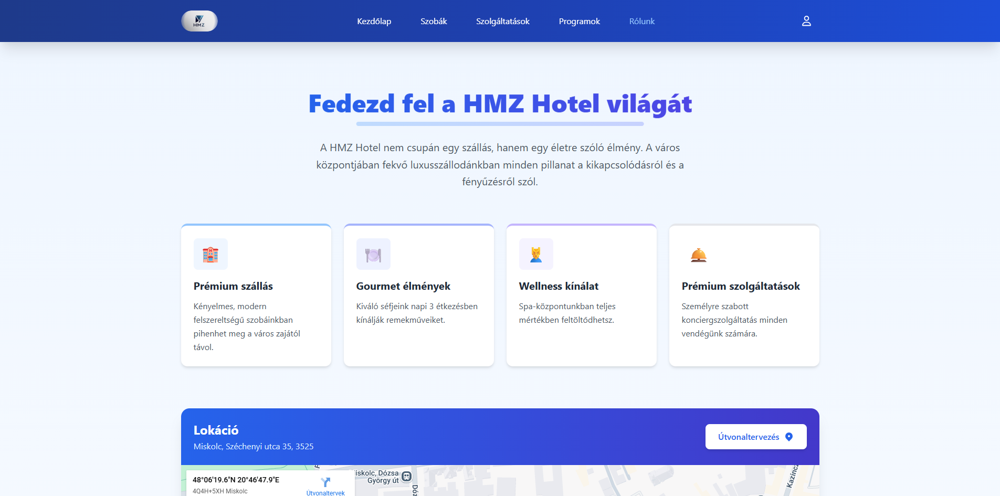 HMZ
Kezdőlap
Szobák
Szolgáltatások
Programok
Rólunk
Fedezd fel a HMZ Hotel világát
A HMZ Hotel nem csupán egy szállás, hanem egy életre szóló élmény. A város
központjában fekvő luxusszállodánkban minden pillanat a kikapcsolódásról és a
fényűzésről szól.
Prémium szállás
Kényelmes, modern
felszereltségű szobáinkban
pihenhet meg a város zajától
távol.
Gourmet élmények
Kiváló séfjeink napi 3 étkezésben
kínálják remekműveiket.
Wellness kínálat
Spa-központunkban teljes
mértékben feltöltődhetsz.
Prémium szolgáltatások
Személyre szabott
konciergszolgáltatás minden
vendégünk számára.
Lokáció
Miskolc, Széchenyi utca 35, 3525
Útvonaltervezés
48°06'19.6"N 20°46'47.9"E
4Q4H+5XH Miskolc
Útvonaltervek
iskolc, Dózsa
György út
Dóz
Kazincz